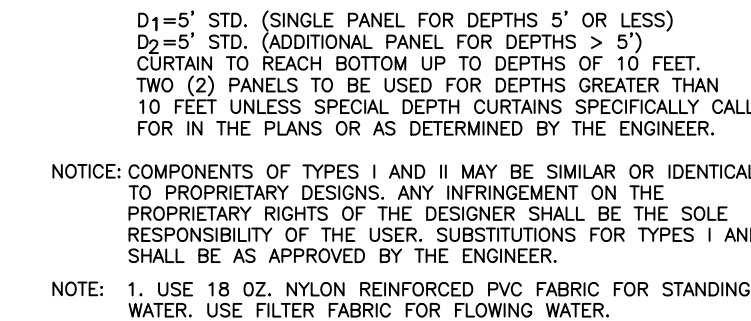 D1=5' STD. (SINGLE PANEL FOR DEPTHS 5' OR LESS)
D2=5' STD. (ADDITIONAL PANEL FOR DEPTHS > 5')
CURTAIN TO REACH BOTTOM UP TO DEPTHS OF 10 FEET.
TWO (2) PANELS TO BE USED FOR DEPTHS GREATER THAN
10 FEET UNLESS SPECIAL DEPTH CURTAINS SPECIFICALLY CALL
FOR IN THE PLANS OR AS DETERMINED BY THE ENGINEER.
NOTICE: COMPONENTS OF TYPES I AND II MAY BE SIMILAR OR IDENTICAL
TO PROPRIETARY DESIGNS. ANY INFRINGEMENT ON THE
PROPRIETARY RIGHTS OF THE DESIGNER SHALL BE THE SOLE
RESPONSIBILITY OF THE USER. SUBSTITUTIONS FOR TYPES I AN
SHALL BE AS APPROVED BY THE ENGINEER.
NOTE: 1. USE 18 OZ. NYLON REINFORCED PVC FABRIC FOR STANDING
WATER. USE FILTER FABRIC FOR FLOWING WATER.